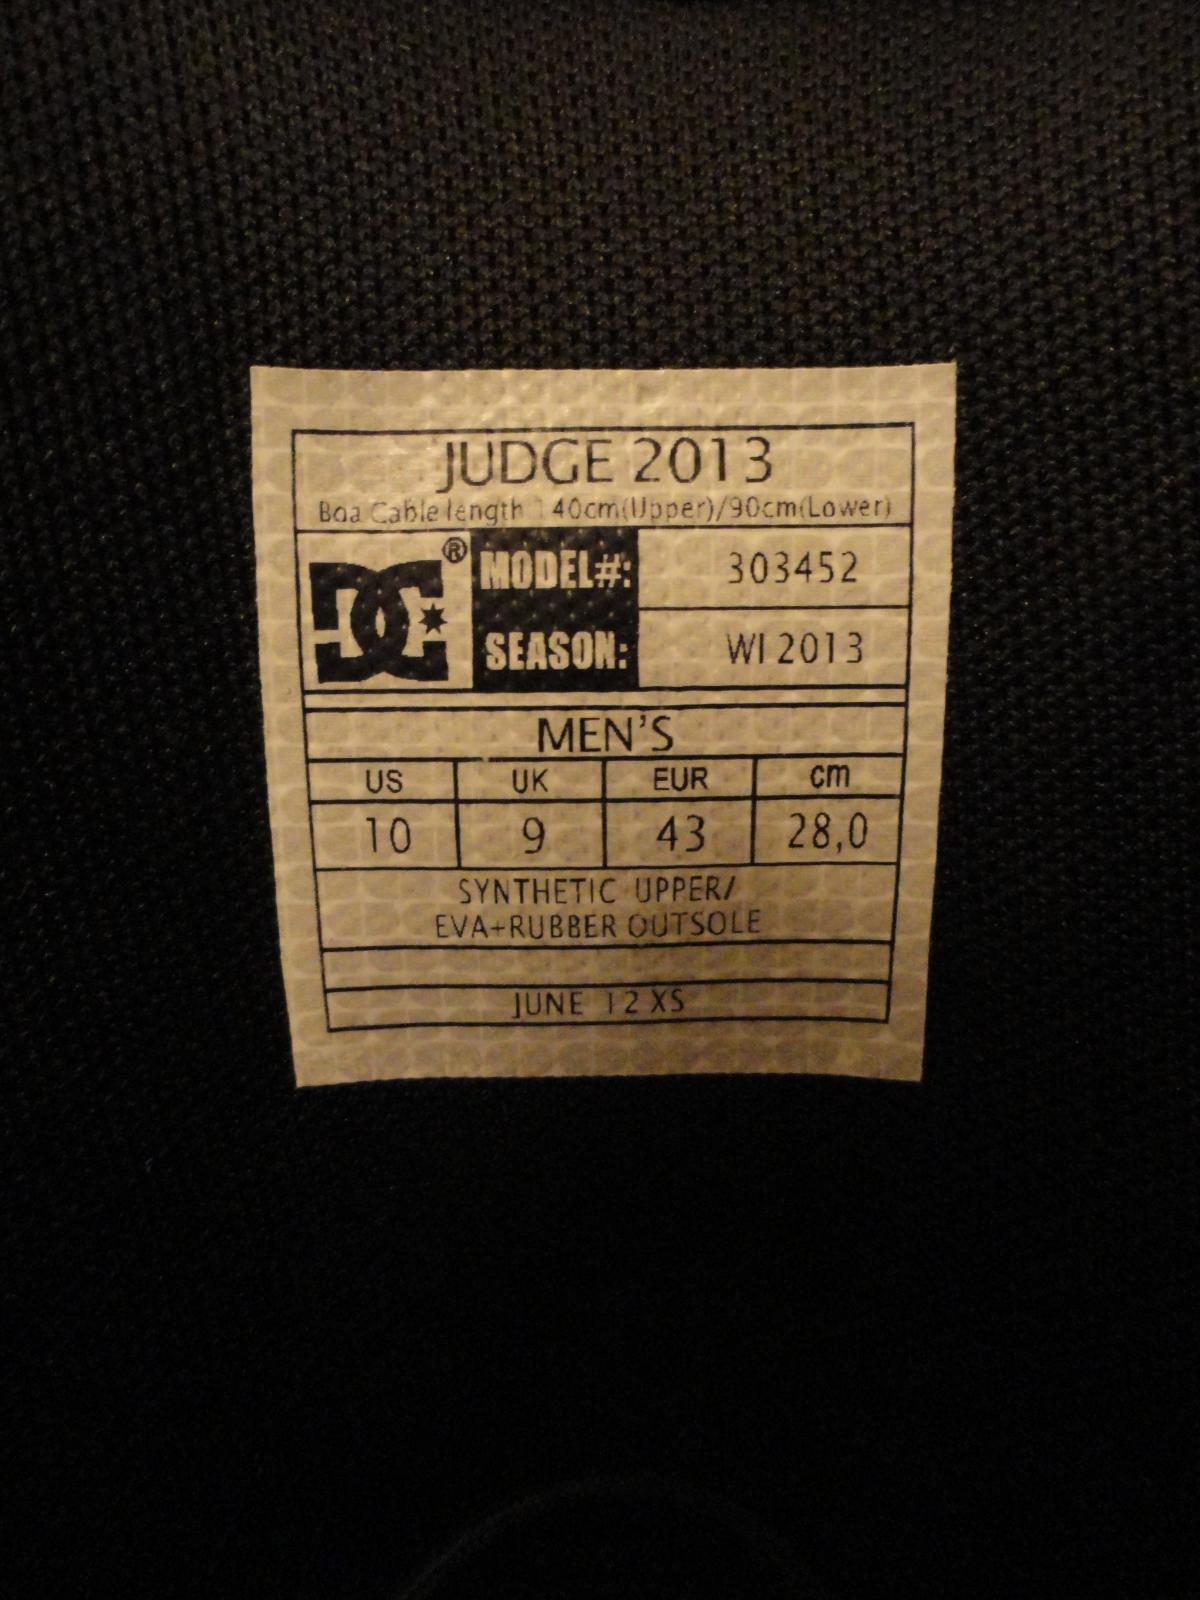 JUDGE 2013
Boa Cable length 140cm(Upper)/90cm(Lower)
DC®
MODEL#: 303452
SEASON: WI 2013
MEN'S
US UK EUR cm
10 9 43 28,0
SYNTHETIC UPPER/
EVA+RUBBER OUTSOLE
JUNE 12 XS